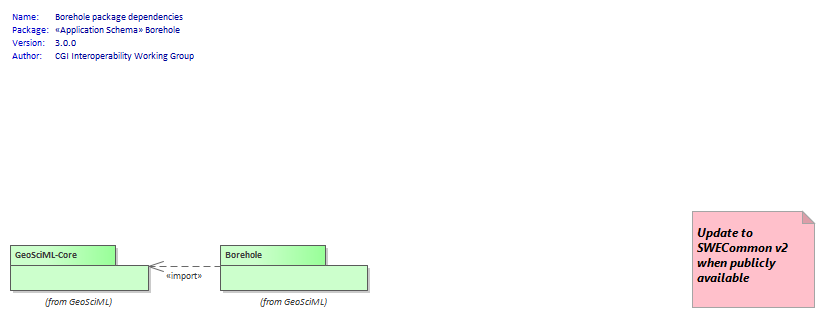 Name: Borehole package dependencies
Package: «Application Schema» Borehole
Version: 3.0.0
Author: CGI Interoperability Working Group
Update to
SWECommon v2
when publicly
available
GeoSciML-Core
Borehole
«import»
(from GeoSciML)
(from GeoSciML)